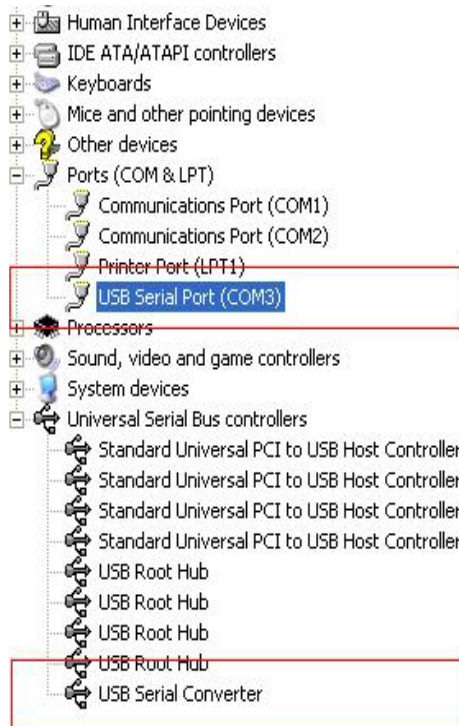 Human Interface Devices
IDE ATA/ATAPI controllers
Keyboards
Mice and other pointing devices
Other devices
Ports (COM & LPT)
Communications Port (COM1)
Communications Port (COM2)
Printer Port (LPT1)
USB Serial Port (COM3)
Processors
Sound, video and game controllers
System devices
Universal Serial Bus controllers
Standard Universal PCI to USB Host Controller
Standard Universal PCI to USB Host Controller
Standard Universal PCI to USB Host Controller
Standard Universal PCI to USB Host Controller
USB Root Hub
USB Root Hub
USB Root Hub
USB Root Hub
USB Serial Converter